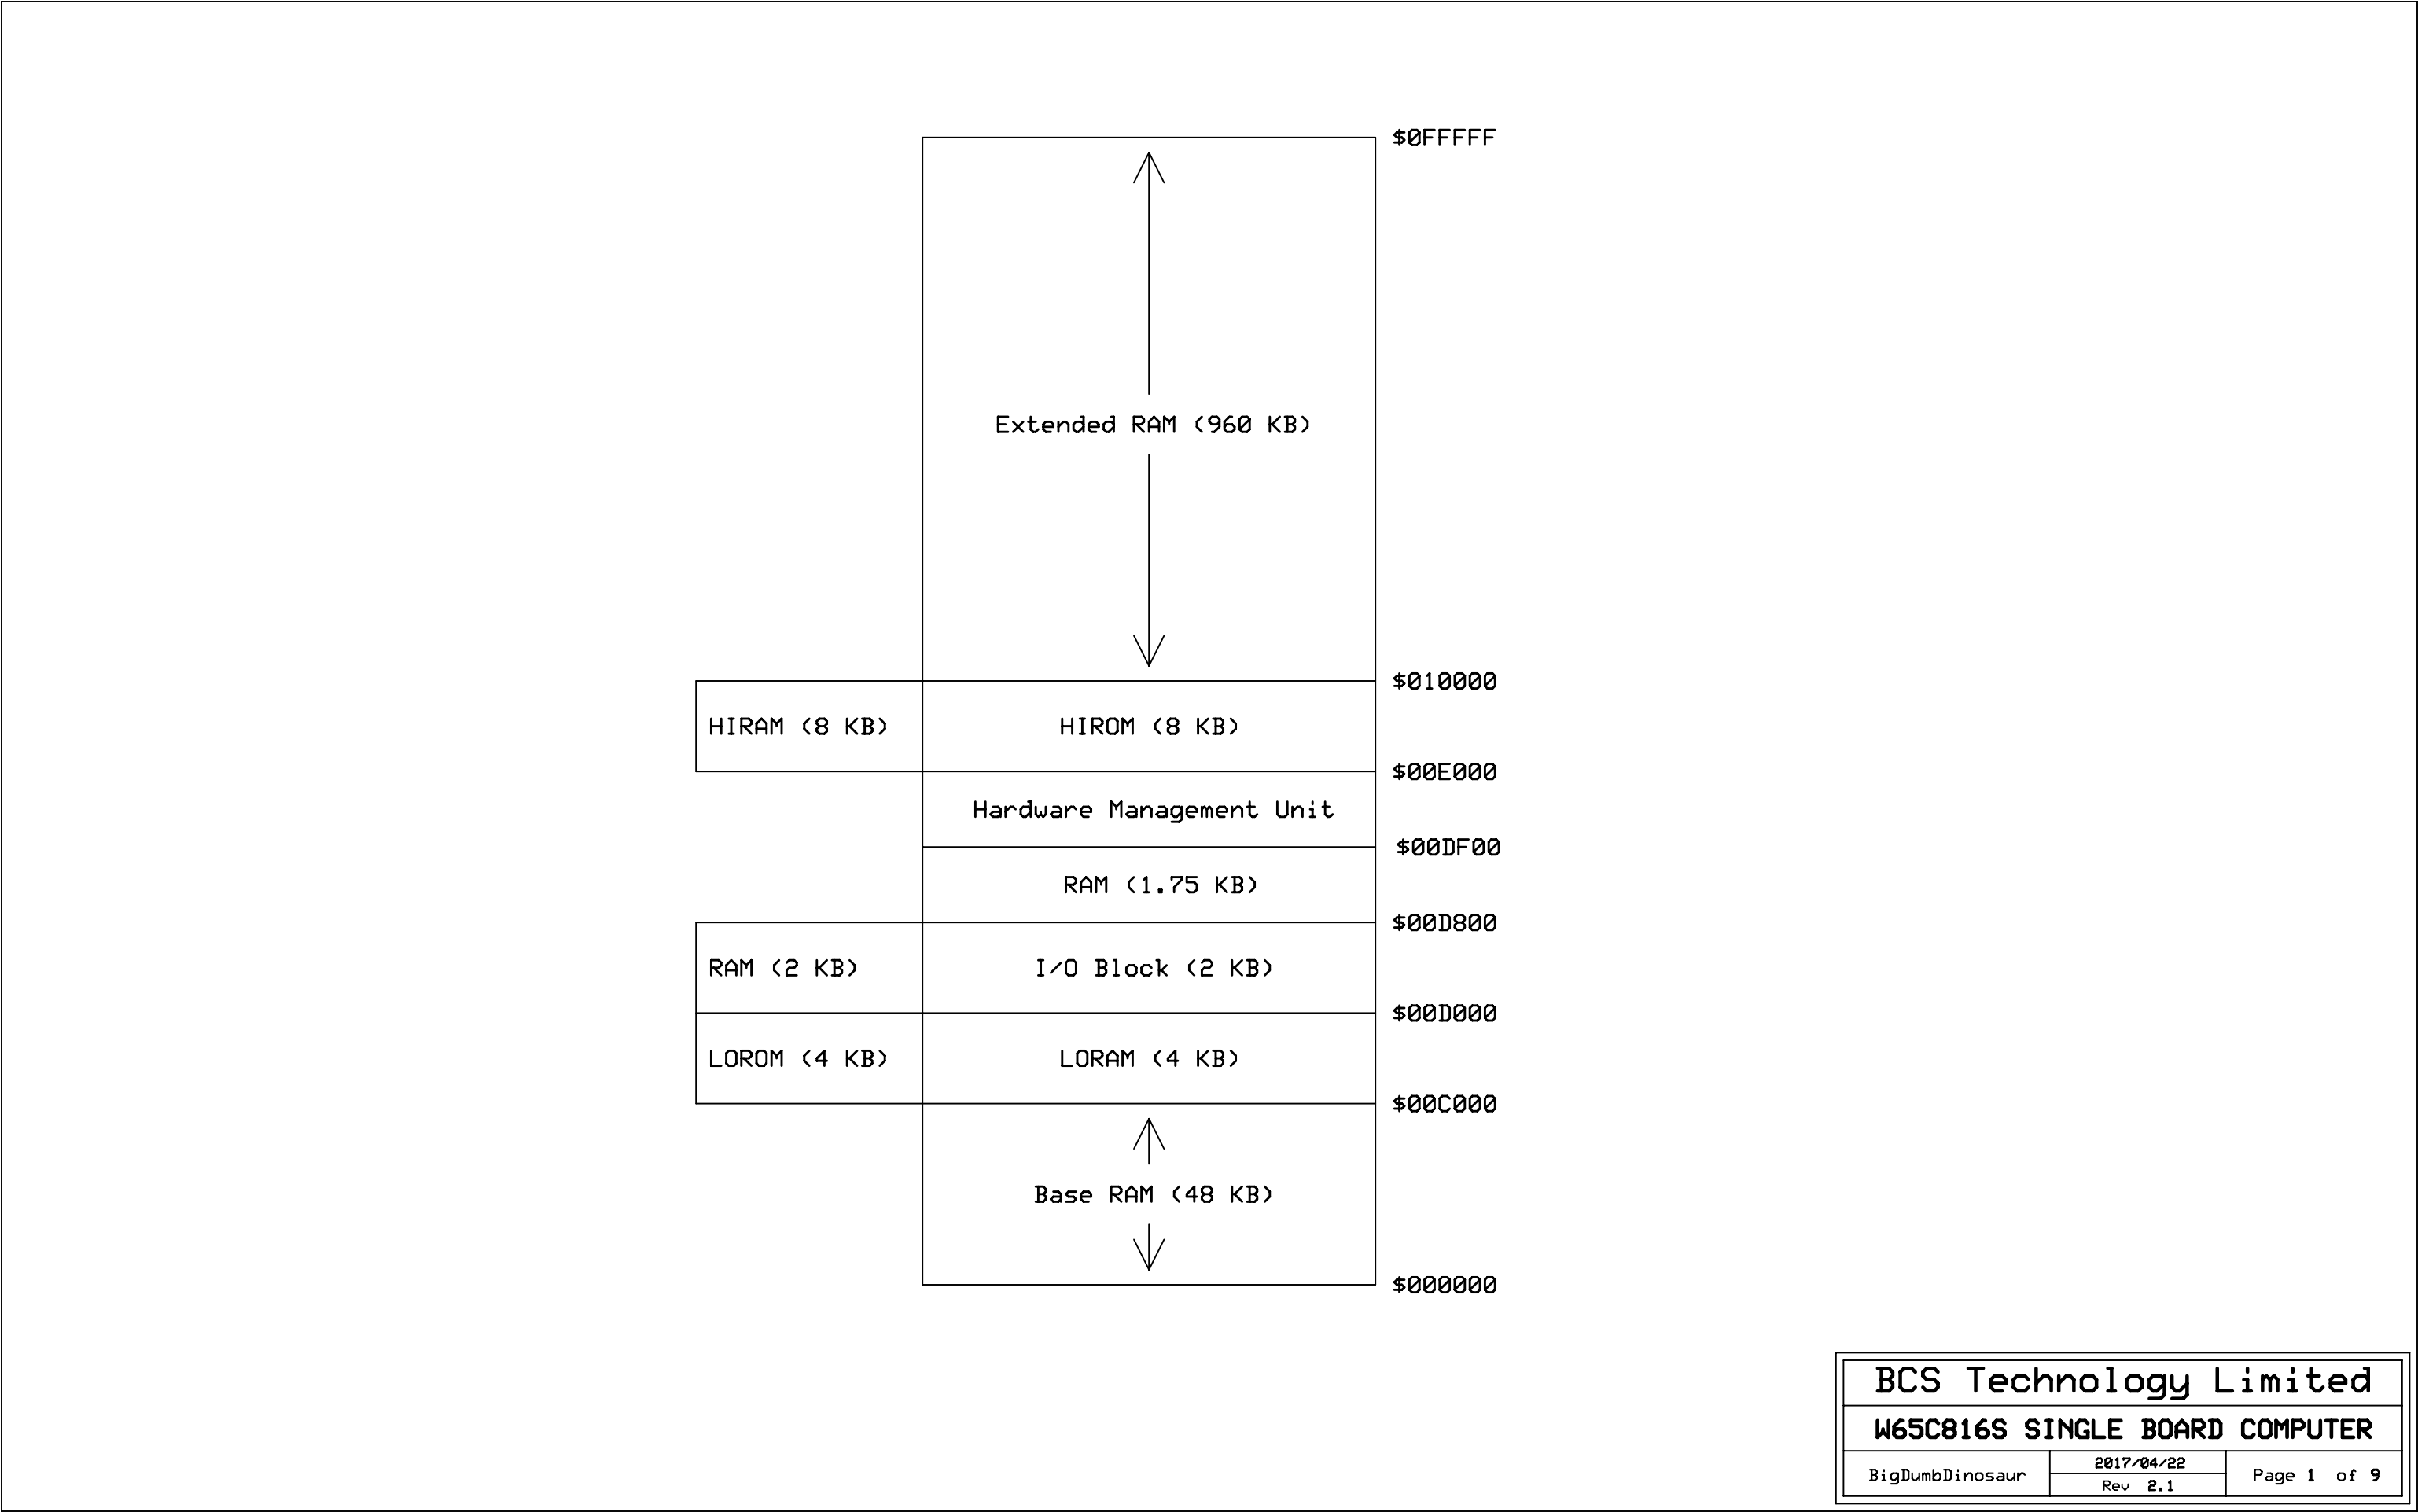 $0FFFFF
Extended RAM (960 KB)
$010000
HIRAM (8 KB) HIROM (8 KB)
$00E000
Hardware Management Unit
$00DF00
RAM (1.75 KB)
$00D800
RAM (2 KB) I/O Block (2 KB)
$00D000
LOROM (4 KB) LORAM (4 KB)
$00C000
Base RAM (48 KB)
$000000
BCS Technology Limited
W65C816S SINGLE BOARD COMPUTER
BigDumbDinosaur
2017/04/22
Rev 2.1
Page 1 of 9